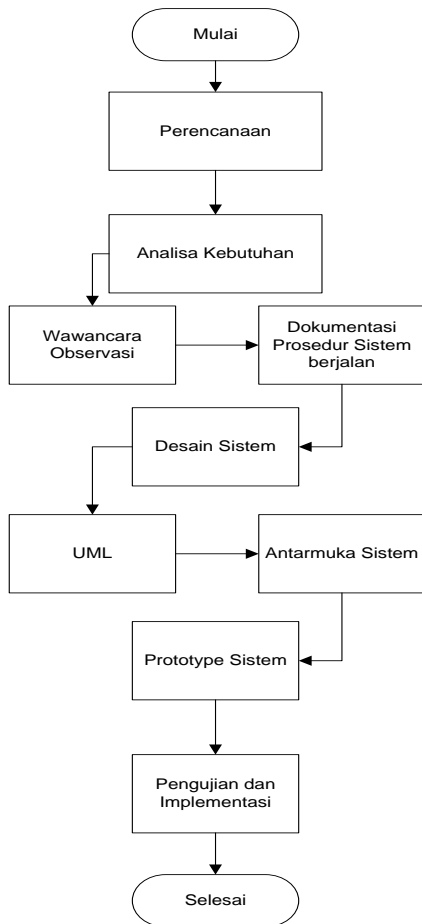 Mulai
Perencanaan
Analisa Kebutuhan
Wawancara
Observasi
Dokumentasi
Prosedur Sistem
berjalan
Desain Sistem
UML
Antarmuka Sistem
Prototype Sistem
Pengujian dan
Implementasi
Selesai